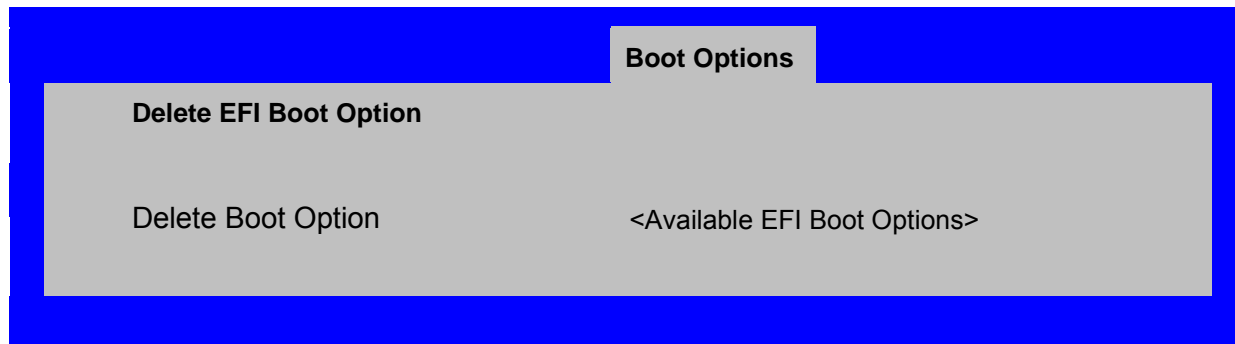 Boot Options
Delete EFI Boot Option
Delete Boot Option <Available EFI Boot Options>